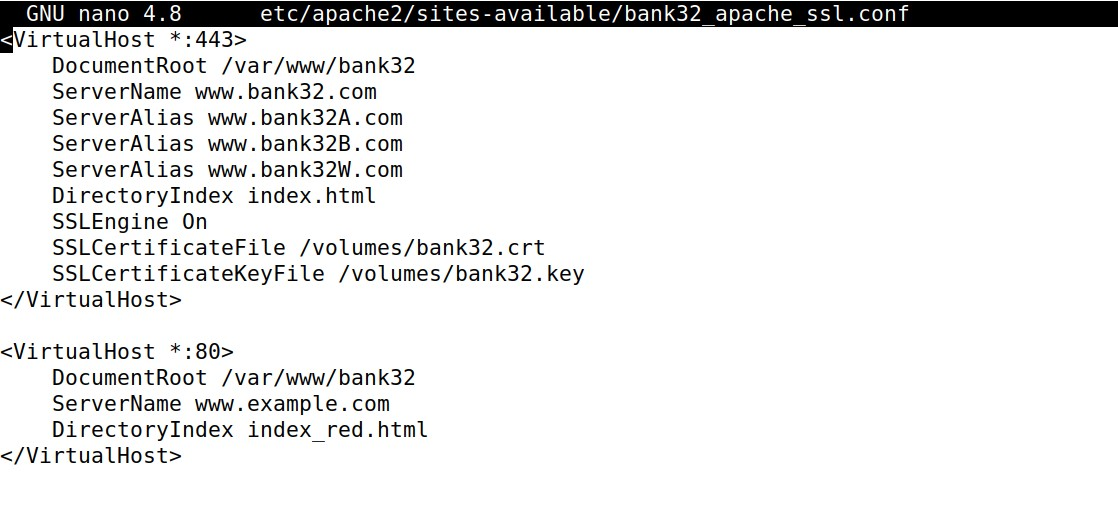 GNU nano 4.8      etc/apache2/sites-available/bank32_apache_ssl.conf
<VirtualHost *:443>
    DocumentRoot /var/www/bank32
    ServerName www.bank32.com
    ServerAlias www.bank32A.com
    ServerAlias www.bank32B.com
    ServerAlias www.bank32W.com
    DirectoryIndex index.html
    SSLEngine On
    SSLCertificateFile /volumes/bank32.crt
    SSLCertificateKeyFile /volumes/bank32.key
</VirtualHost>

<VirtualHost *:80>
    DocumentRoot /var/www/bank32
    ServerName www.example.com
    DirectoryIndex index_red.html
</VirtualHost>